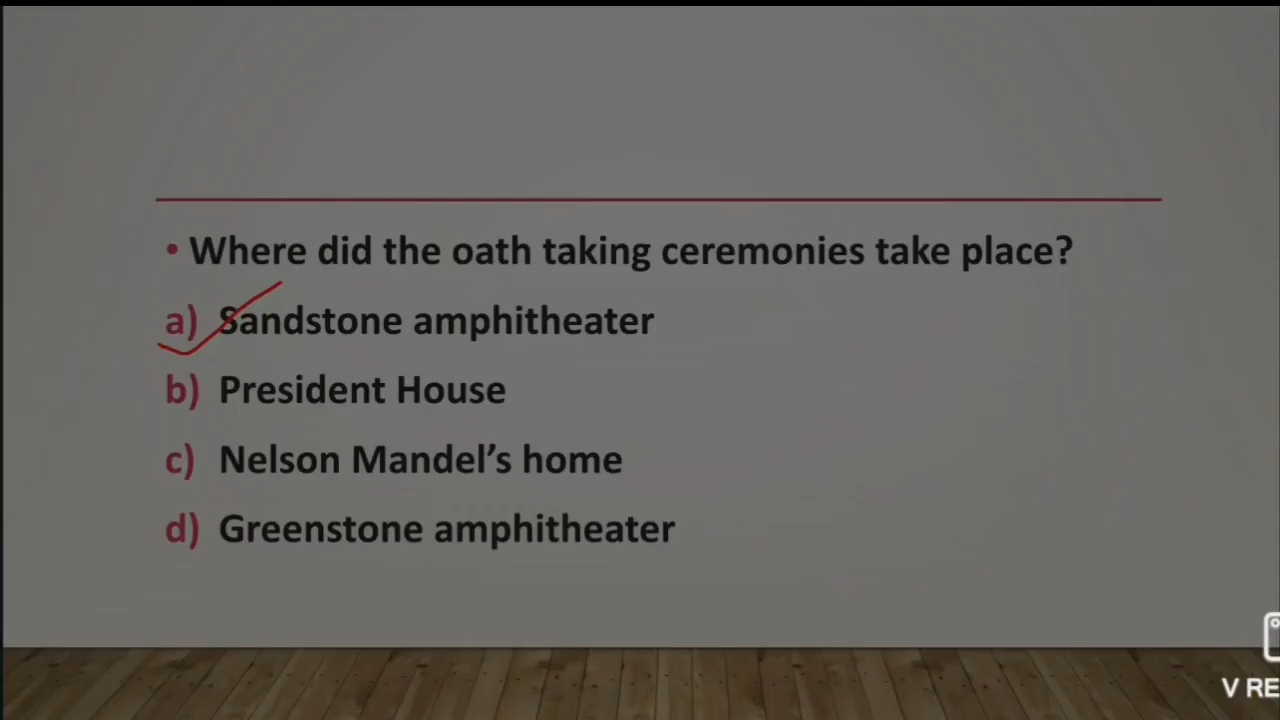 • Where did the oath taking ceremonies take place?
a) Sandstone amphitheater
b) President House
c) Nelson Mandel’s home
d) Greenstone amphitheater
V RE